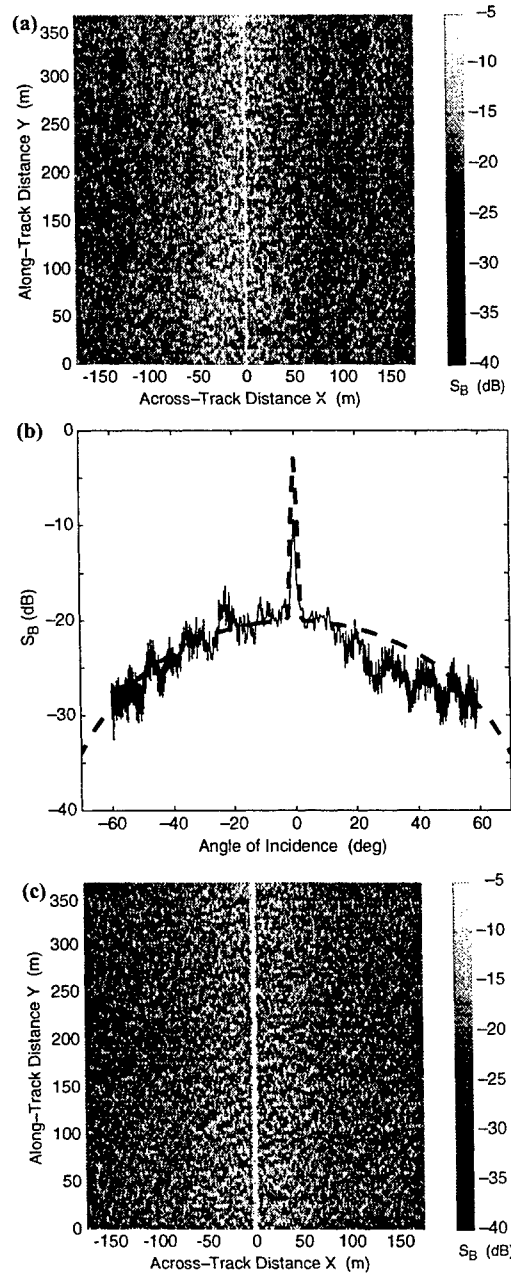 (a)
350
300
250
200
150
100
50
0
Along–Track Distance Y (m)
-150 -100 -50 0 50 100 150
Across–Track Distance X (m)
–5
–10
–15
–20
–25
–30
–35
–40
S_B (dB)
(b)
0
–10
–20
–30
–40
S_B (dB)
–60 –40 –20 0 20 40 60
Angle of Incidence (deg)
(c)
350
300
250
200
150
100
50
0
Along–Track Distance Y (m)
-150 -100 -50 0 50 100 150
Across–Track Distance X (m)
–5
–10
–15
–20
–25
–30
–35
–40
S_B (dB)